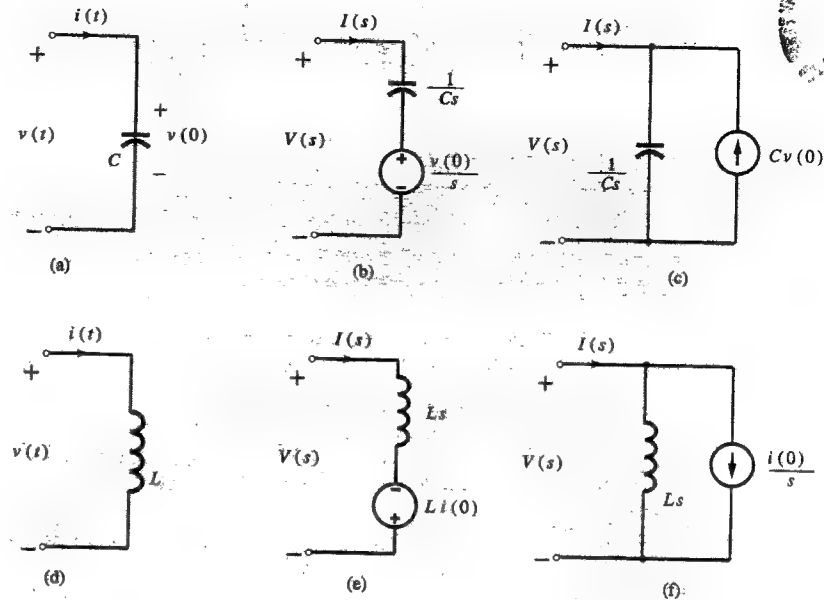 i(t)
+
v(t)
C
+
v(0)
−
−
(a)
I(s)
+
V(s)
1/Cs
+
−
v(0)/s
−
(b)
I(s)
+
V(s)
1/Cs
Cv(0)
−
(c)
i(t)
+
v(t)
L
−
(d)
I(s)
+
V(s)
Ls
−
+
Li(0)
−
(e)
I(s)
+
V(s)
Ls
i(0)/s
−
(f)